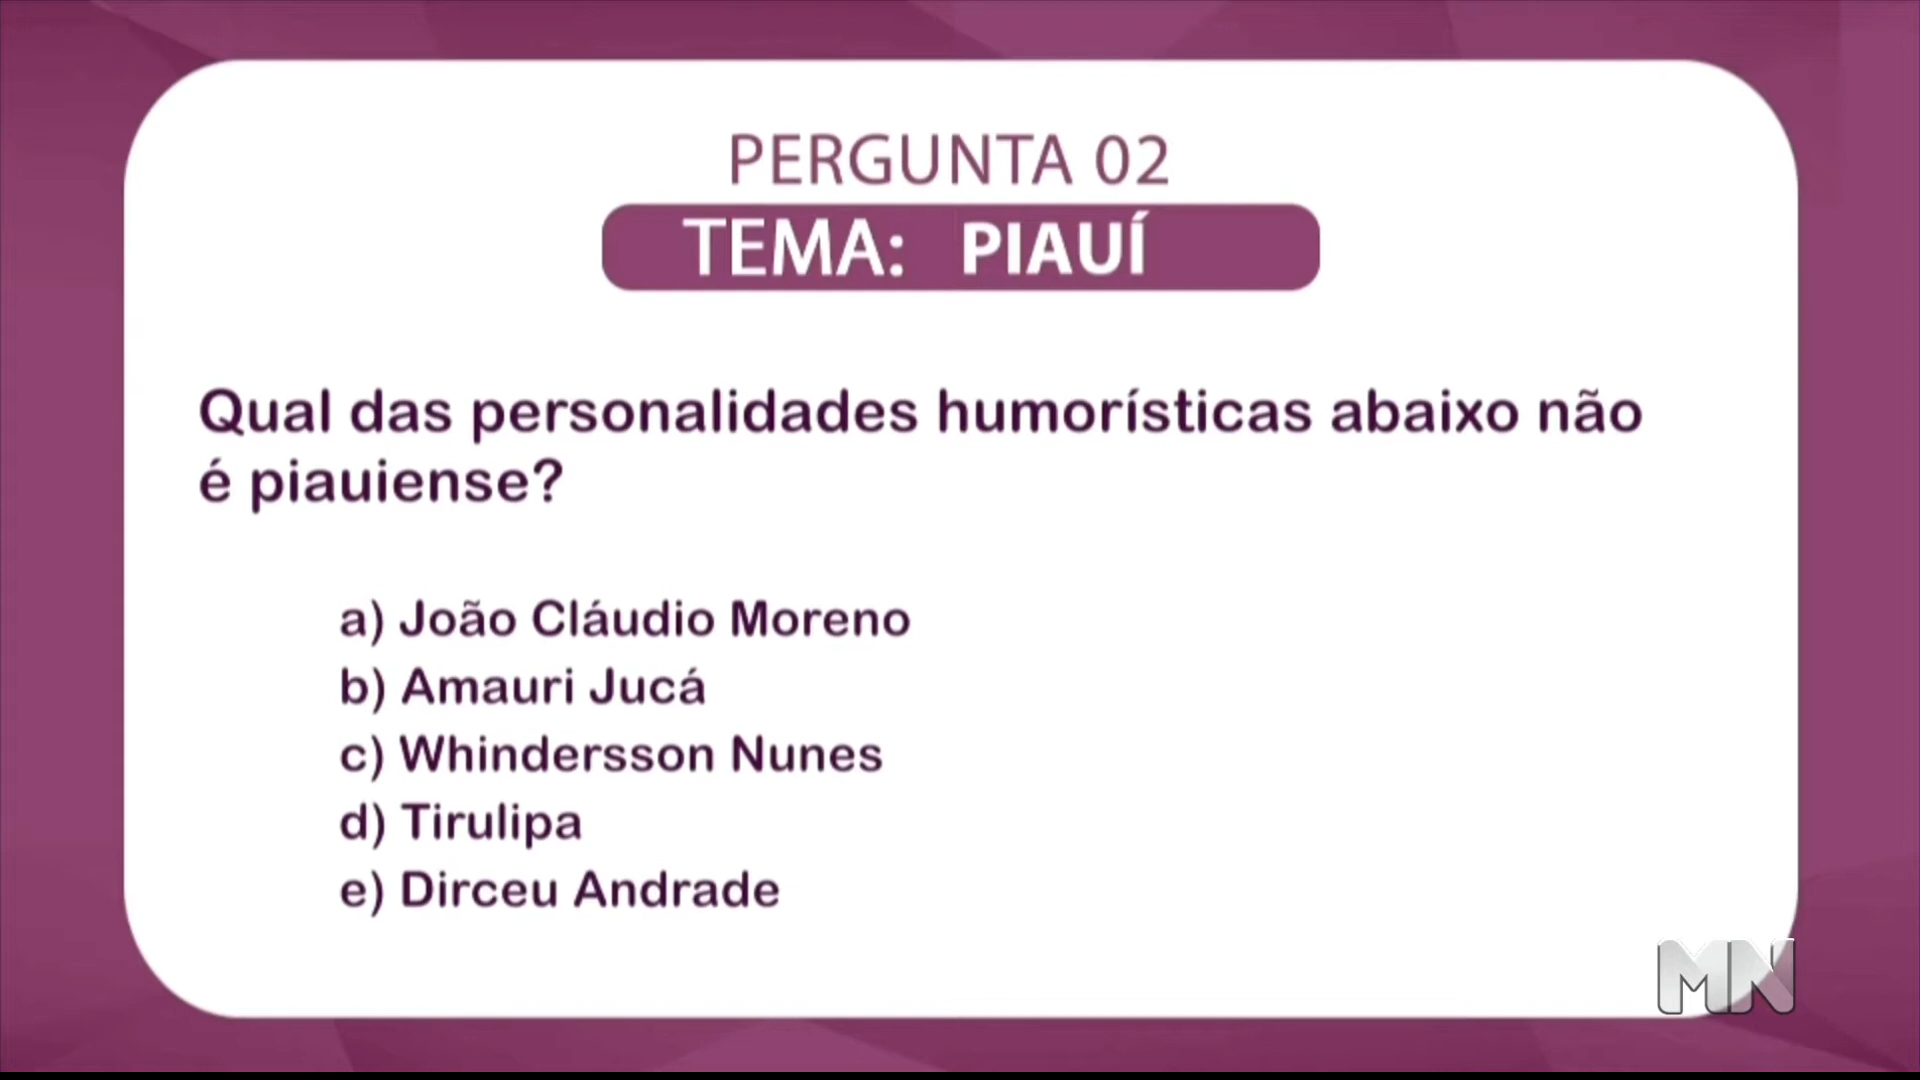 PERGUNTA 02
TEMA: PIAUÍ
Qual das personalidades humorísticas abaixo não
é piauiense?
a) João Cláudio Moreno
b) Amauri Jucá
c) Whindersson Nunes
d) Tirulipa
e) Dirceu Andrade
MN